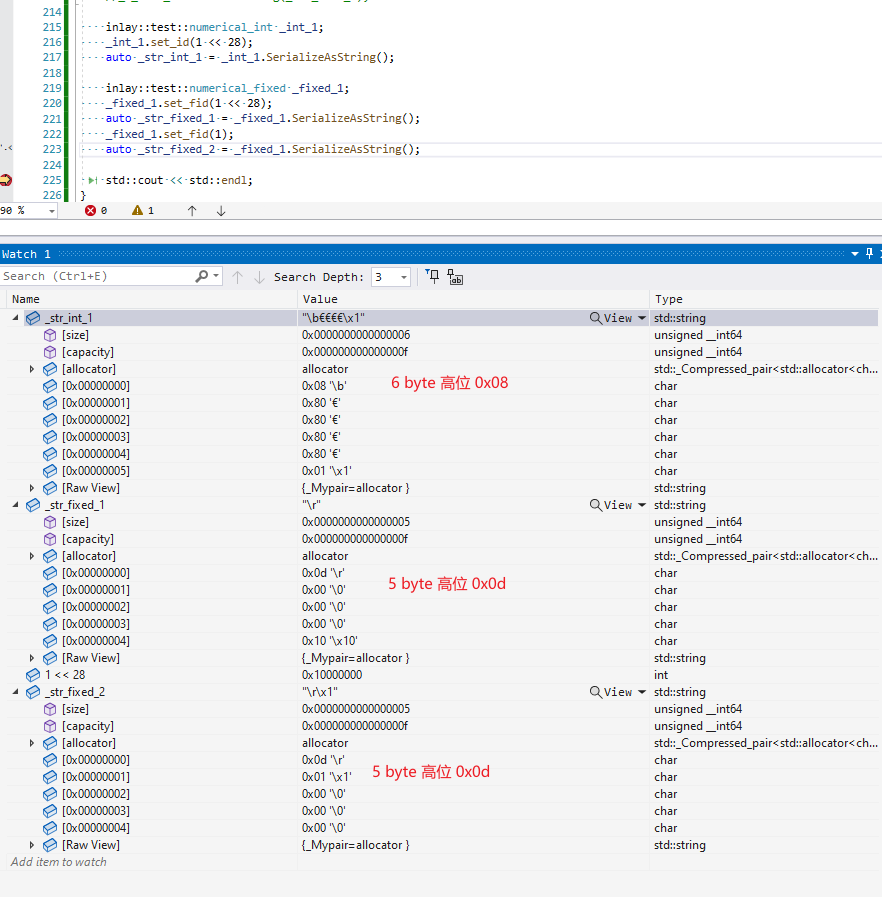 214
215 inlay::test::numerical_int _int_1;
216 _int_1.set_id(1 << 28);
217 auto _str_int_1 = _int_1.SerializeAsString();
218
219 inlay::test::numerical_fixed _fixed_1;
220 _fixed_1.set_fid(1 << 28);
221 auto _str_fixed_1 = _fixed_1.SerializeAsString();
222 _fixed_1.set_fid(1);
223 auto _str_fixed_2 = _fixed_1.SerializeAsString();
224
225 std::cout << std::endl;
226 }
90 % 0 1
Watch 1
Search (Ctrl+E) Search Depth: 3
Name Value Type
_str_int_1 "\b€€€€\x1" View std::string
[size] 0x0000000000000006 unsigned __int64
[capacity] 0x000000000000000f unsigned __int64
[allocator] allocator std::_Compressed_pair<std::allocator<ch...
[0x00000000] 0x08 '\b' char
6 byte 高位 0x08
[0x00000001] 0x80 '€' char
[0x00000002] 0x80 '€' char
[0x00000003] 0x80 '€' char
[0x00000004] 0x80 '€' char
[0x00000005] 0x01 '\x1' char
[Raw View] {_Mypair=allocator } std::string
_str_fixed_1 "\r" View std::string
[size] 0x0000000000000005 unsigned __int64
[capacity] 0x000000000000000f unsigned __int64
[allocator] allocator std::_Compressed_pair<std::allocator<ch...
[0x00000000] 0x0d '\r' char
5 byte 高位 0x0d
[0x00000001] 0x00 '\0' char
[0x00000002] 0x00 '\0' char
[0x00000003] 0x00 '\0' char
[0x00000004] 0x10 '\x10' char
[Raw View] {_Mypair=allocator } std::string
1 << 28 0x10000000 int
_str_fixed_2 "\r\x1" View std::string
[size] 0x0000000000000005 unsigned __int64
[capacity] 0x000000000000000f unsigned __int64
[allocator] allocator std::_Compressed_pair<std::allocator<ch...
[0x00000000] 0x0d '\r' char
5 byte 高位 0x0d
[0x00000001] 0x01 '\x1' char
[0x00000002] 0x00 '\0' char
[0x00000003] 0x00 '\0' char
[0x00000004] 0x00 '\0' char
[Raw View] {_Mypair=allocator } std::string
Add item to watch